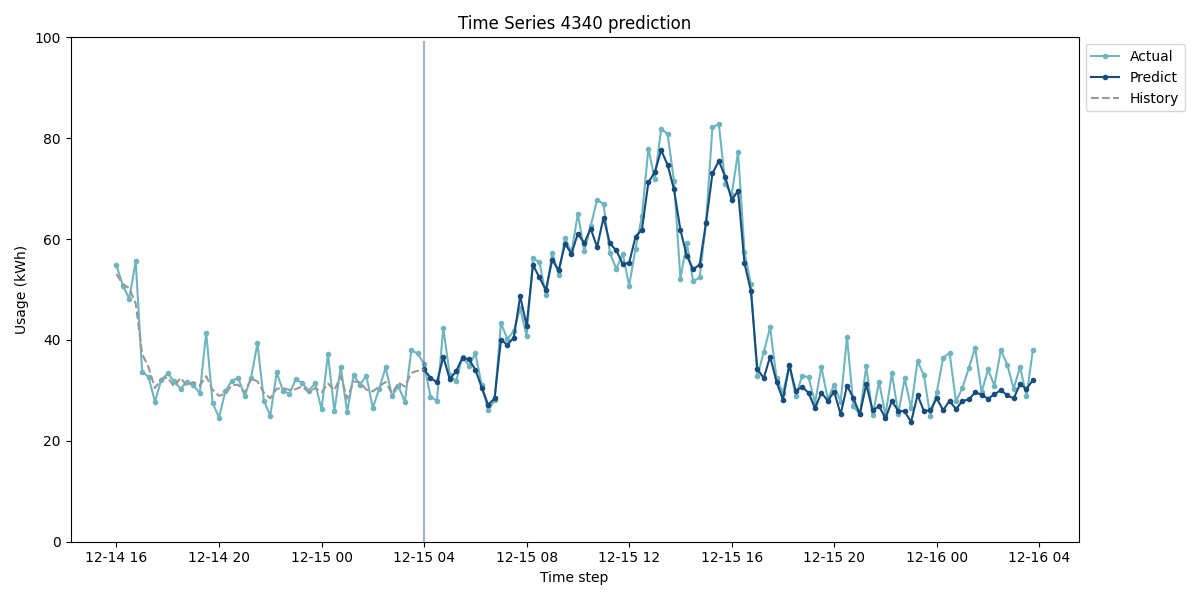 Time Series 4340 prediction
100
80
60
40
20
0
Usage (kWh)
12-14 16
12-14 20
12-15 00
12-15 04
12-15 08
12-15 12
12-15 16
12-15 20
12-16 00
12-16 04
Time step
Actual
Predict
History